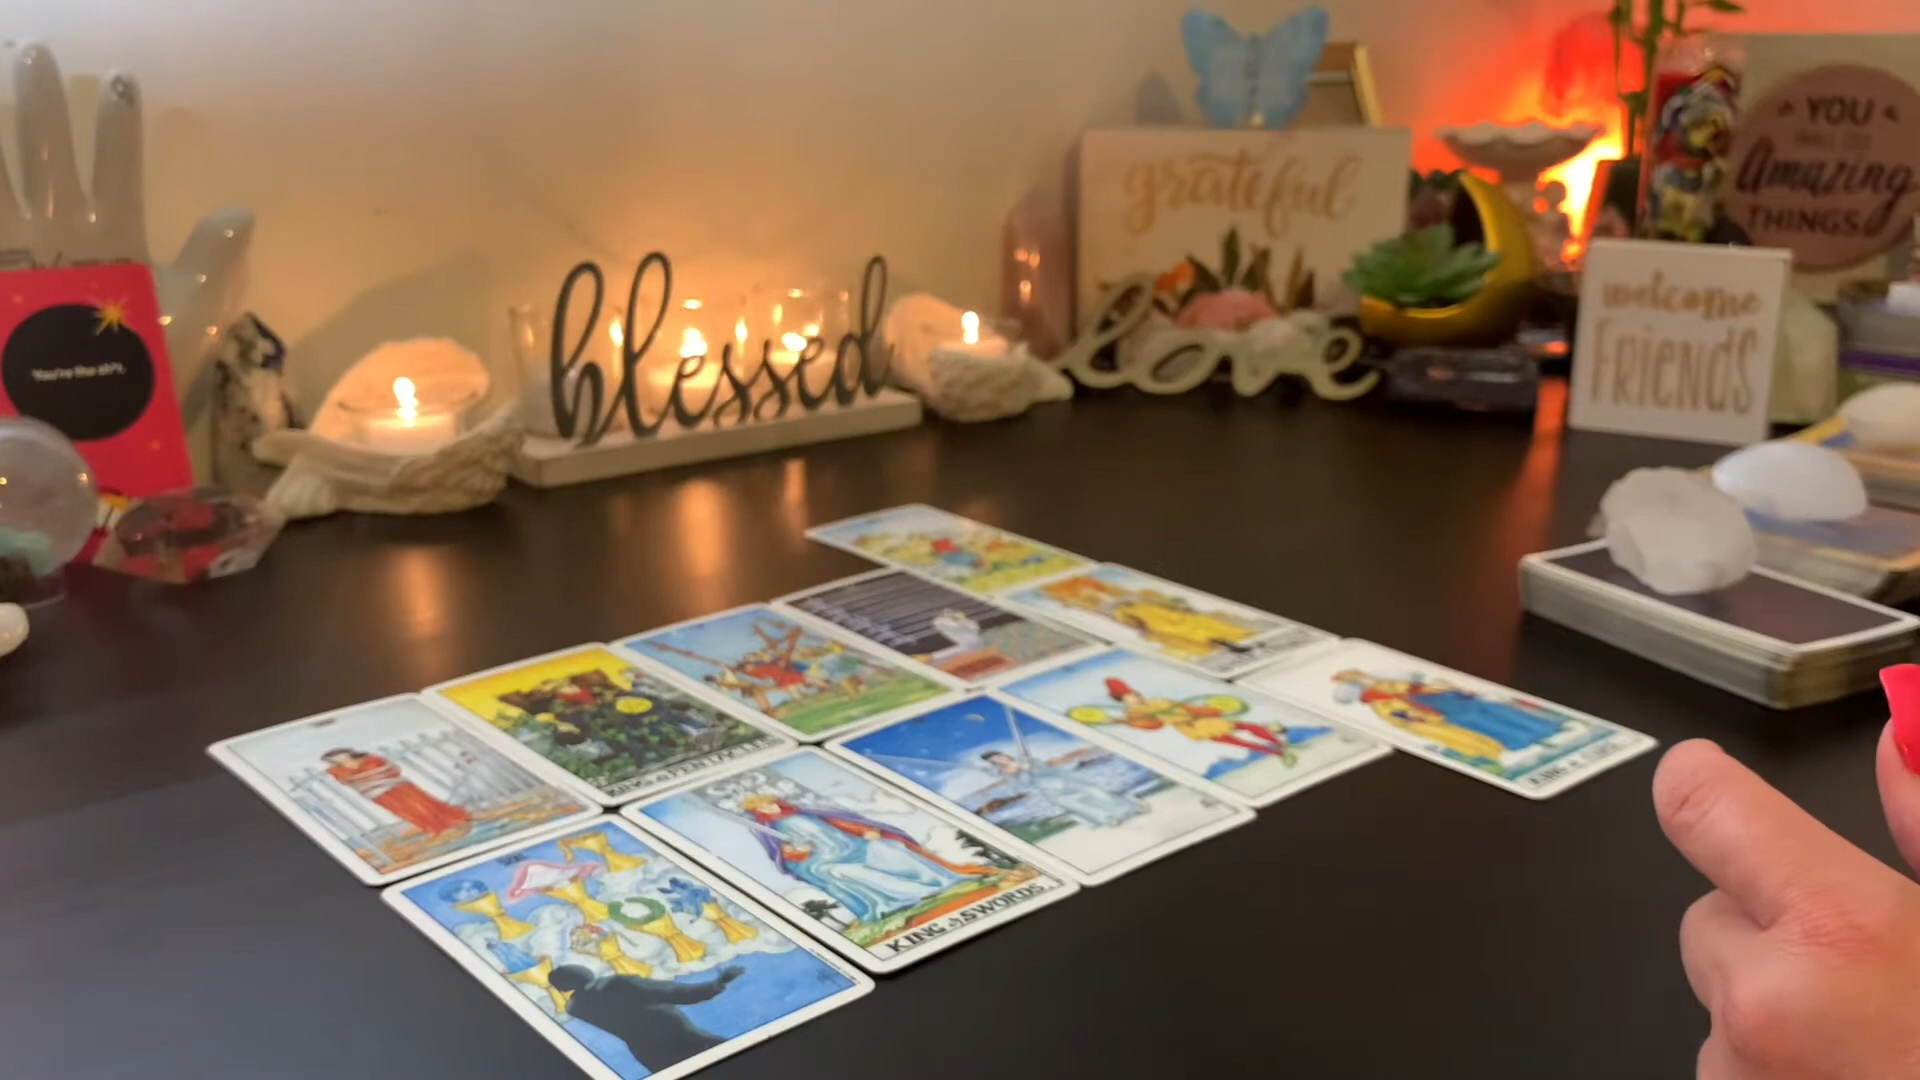 You're the sh*t.
blessed
grateful
love
YOU
Amazing
THINGS
welcome
FRIENDS
KING of PENTACLES
KING of SWORDS
KING of CUPS